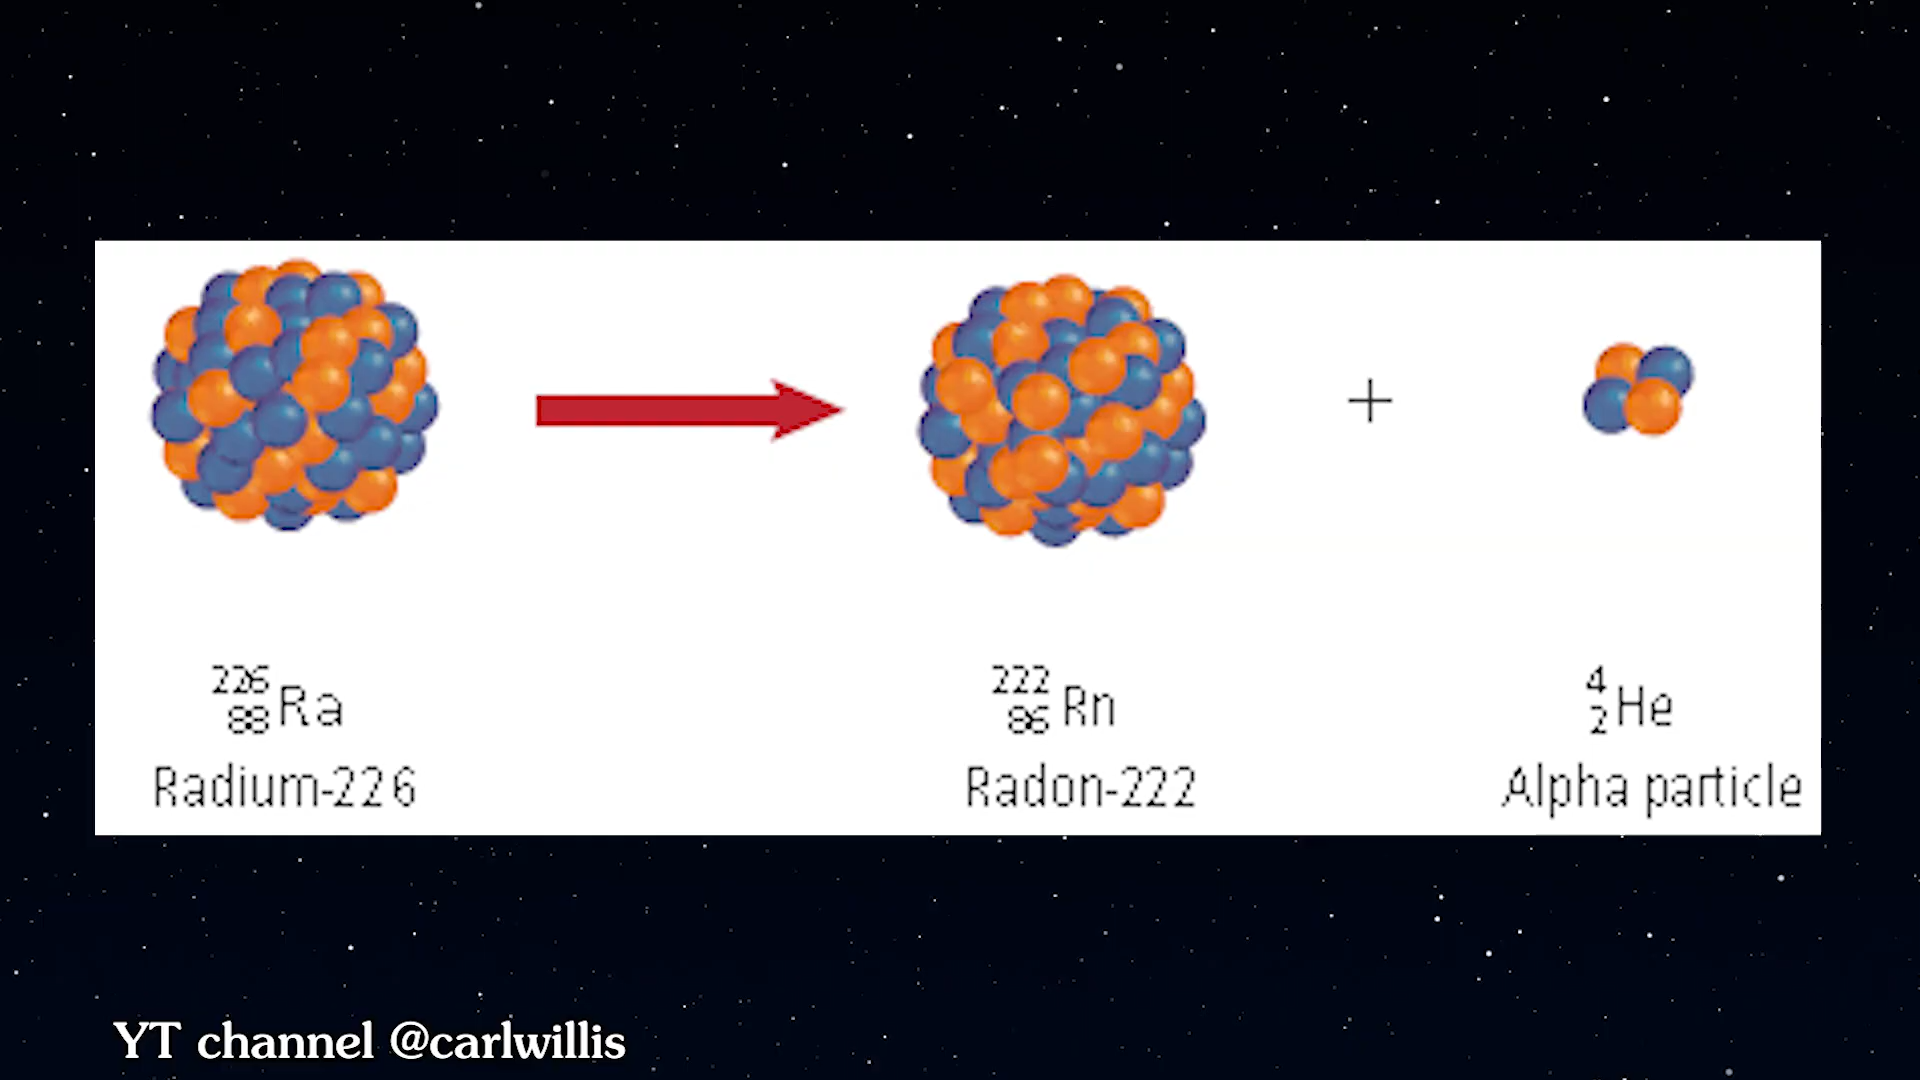 +
226
88 Ra
222
86 Rn
4
2 He
Radium-226
Radon-222
Alpha particle
YT channel @carlwillis